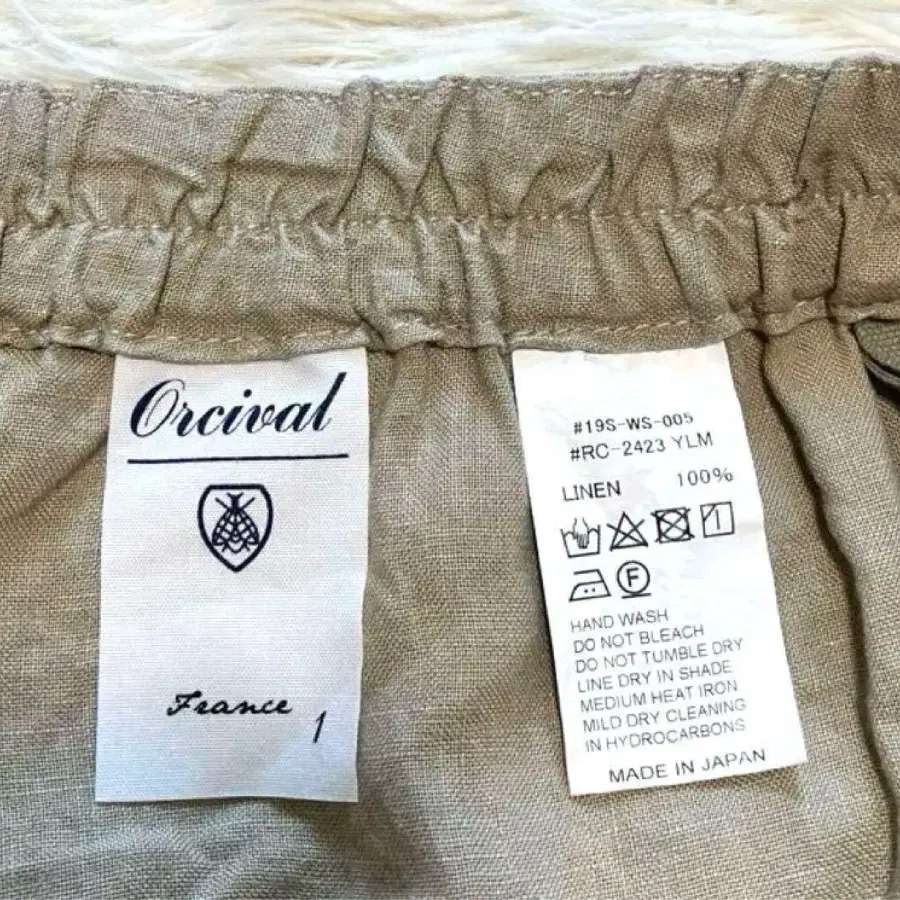 Orcival
France
1
#19S-WS-005
#RC-2423 YLM
LINEN 100%
F
HAND WASH
DO NOT BLEACH
DO NOT TUMBLE DRY
LINE DRY IN SHADE
MEDIUM HEAT IRON
MILD DRY CLEANING
IN HYDROCARBONS
MADE IN JAPAN